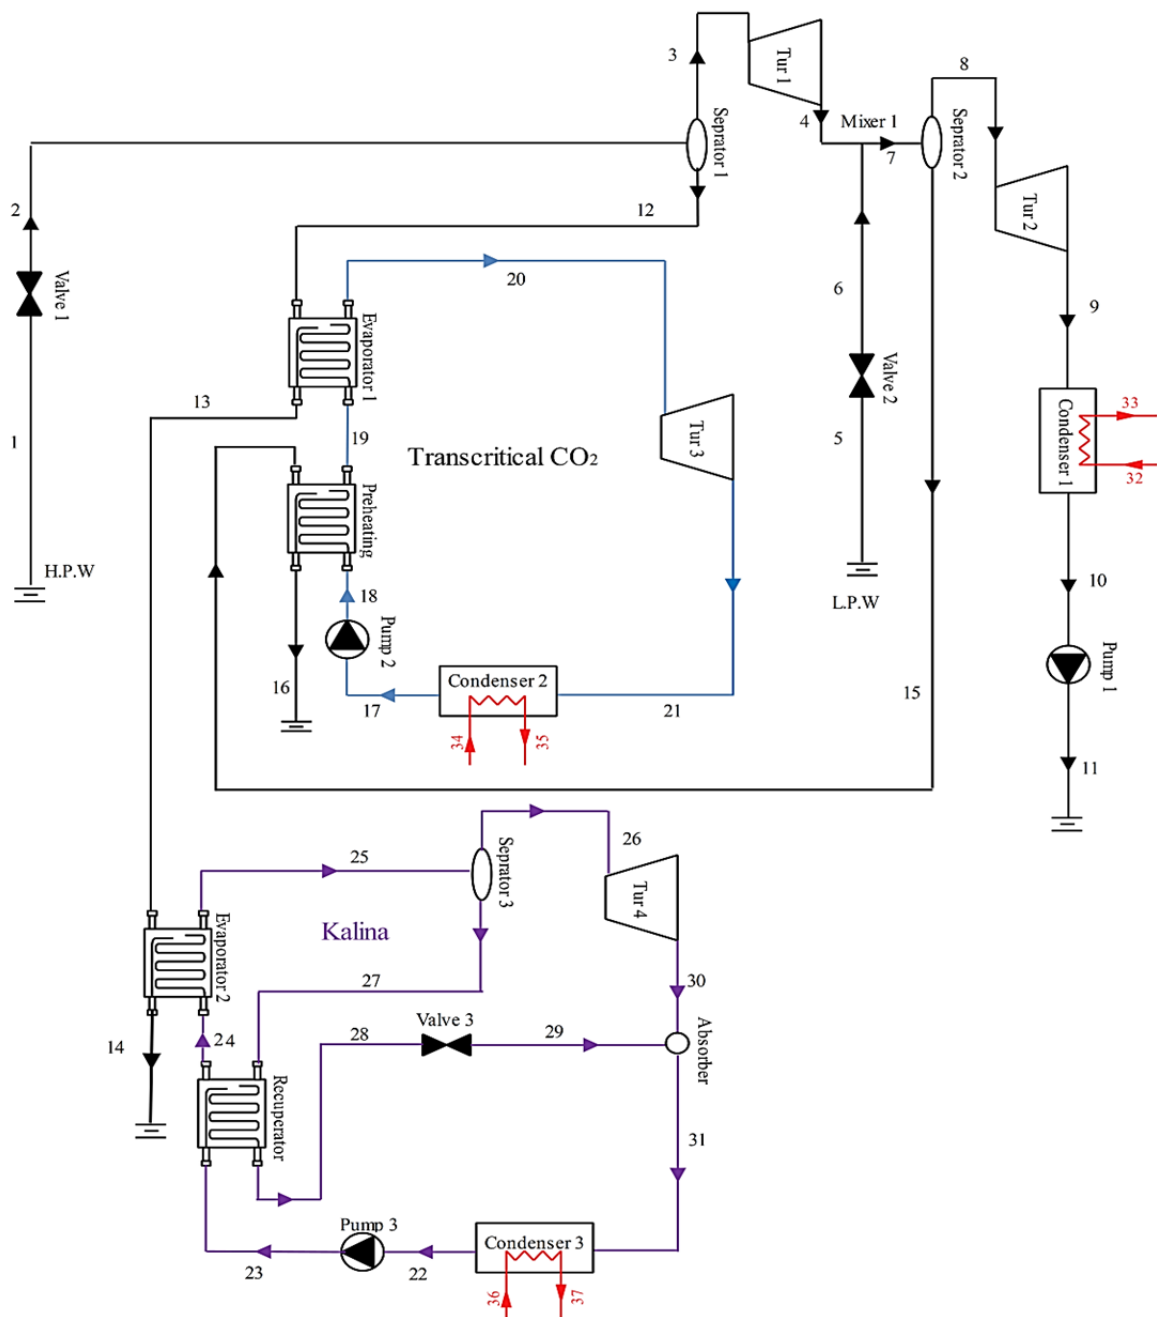 3
Tur 1
8
4
Mixer 1
7
Seprator 1
Seprator 2
2
12
Tur 2
Valve 1
20
6
9
Evaporator 1
13
Valve 2
33
1
19
Transcritical CO₂
Tur 3
5
Condenser 1
32
Preheating
H.P.W
18
L.P.W
10
Pump 2
Pump 1
16
Condenser 2
17
21
15
34
35
11
26
25
Seprator 3
Tur 4
Kalina
Evaporator 2
27
30
Valve 3
28
29
14
24
Absorber
Recuperator
31
Pump 3
Condenser 3
23
22
36
37